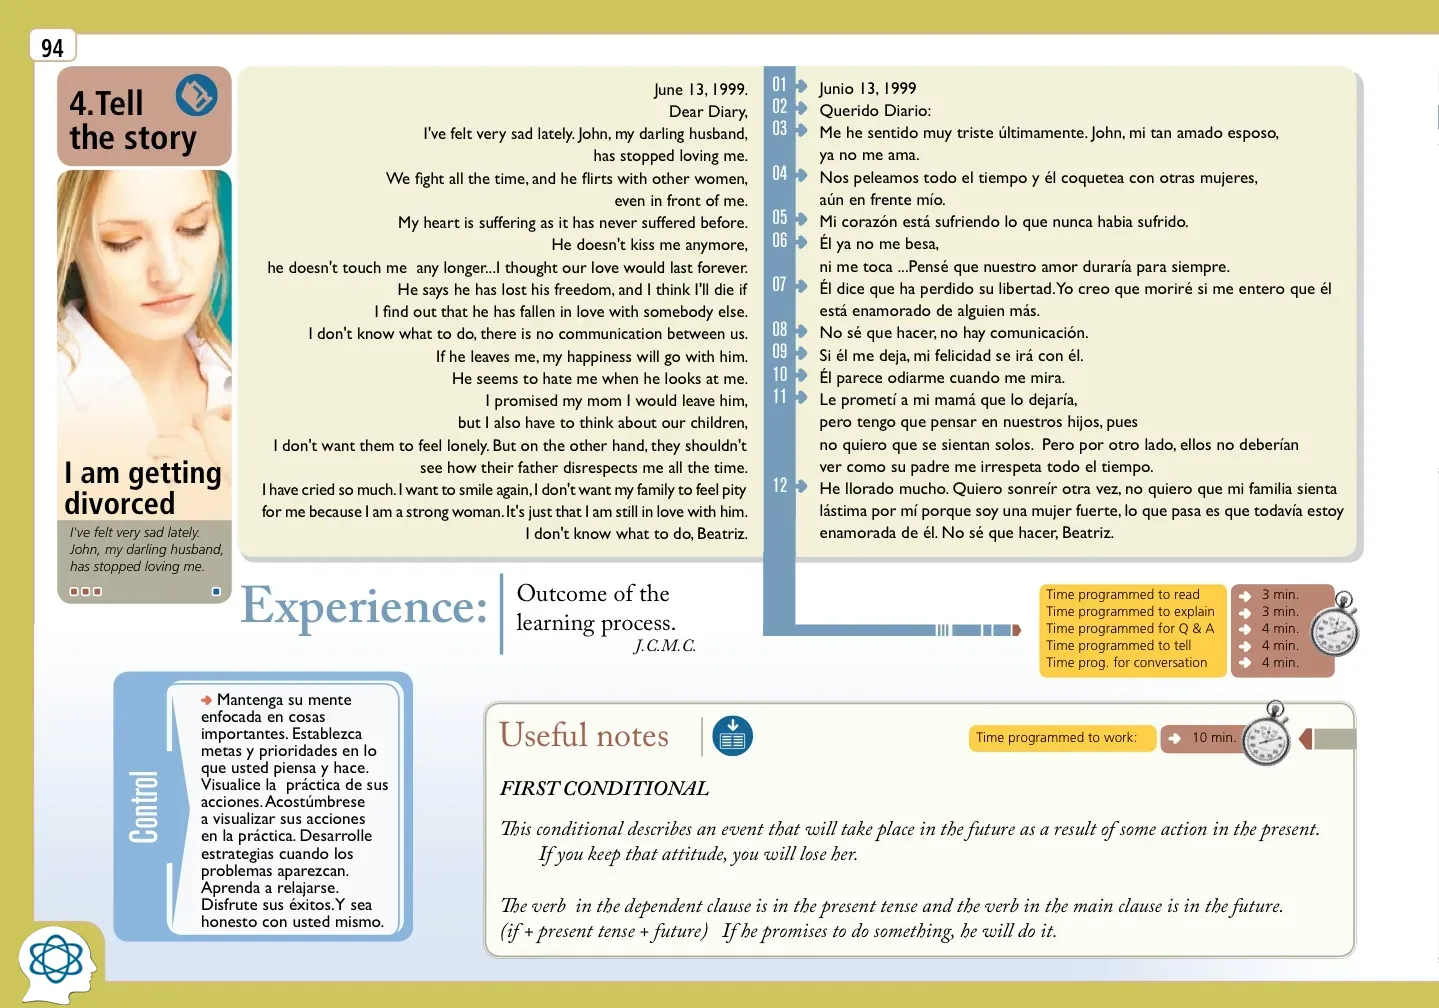 94
4.Tell
the story
I am getting
divorced
I've felt very sad lately.
John, my darling husband,
has stopped loving me.
June 13, 1999.
Dear Diary,
I've felt very sad lately. John, my darling husband,
has stopped loving me.
We fight all the time, and he flirts with other women,
even in front of me.
My heart is suffering as it has never suffered before.
He doesn't kiss me anymore,
he doesn't touch me any longer...I thought our love would last forever.
He says he has lost his freedom, and I think I'll die if
I find out that he has fallen in love with somebody else.
I don't know what to do, there is no communication between us.
If he leaves me, my happiness will go with him.
He seems to hate me when he looks at me.
I promised my mom I would leave him,
but I also have to think about our children,
I don't want them to feel lonely. But on the other hand, they shouldn't
see how their father disrespects me all the time.
I have cried so much. I want to smile again, I don't want my family to feel pity
for me because I am a strong woman. It's just that I am still in love with him.
I don't know what to do, Beatriz.
01 Junio 13, 1999
02 Querido Diario:
03 Me he sentido muy triste últimamente. John, mi tan amado esposo,
ya no me ama.
04 Nos peleamos todo el tiempo y él coquetea con otras mujeres,
aún en frente mío.
05 Mi corazón está sufriendo lo que nunca habia sufrido.
06 Él ya no me besa,
ni me toca ...Pensé que nuestro amor duraría para siempre.
07 Él dice que ha perdido su libertad. Yo creo que moriré si me entero que él
está enamorado de alguien más.
08 No sé que hacer, no hay comunicación.
09 Si él me deja, mi felicidad se irá con él.
10 Él parece odiarme cuando me mira.
11 Le prometí a mi mamá que lo dejaría,
pero tengo que pensar en nuestros hijos, pues
no quiero que se sientan solos. Pero por otro lado, ellos no deberían
ver como su padre me irrespeta todo el tiempo.
12 He llorado mucho. Quiero sonreír otra vez, no quiero que mi familia sienta
lástima por mí porque soy una mujer fuerte, lo que pasa es que todavía estoy
enamorada de él. No sé que hacer, Beatriz.
Experience:
Outcome of the
learning process.
J.C.M.C.
Time programmed to read 3 min.
Time programmed to explain 3 min.
Time programmed for Q & A 4 min.
Time programmed to tell 4 min.
Time prog. for conversation 4 min.
Control
Mantenga su mente
enfocada en cosas
importantes. Establezca
metas y prioridades en lo
que usted piensa y hace.
Visualice la práctica de sus
acciones. Acostúmbrese
a visualizar sus acciones
en la práctica. Desarrolle
estrategias cuando los
problemas aparezcan.
Aprenda a relajarse.
Disfrute sus éxitos. Y sea
honesto con usted mismo.
Useful notes
Time programmed to work: 10 min.
FIRST CONDITIONAL
This conditional describes an event that will take place in the future as a result of some action in the present.
If you keep that attitude, you will lose her.
The verb in the dependent clause is in the present tense and the verb in the main clause is in the future.
(if + present tense + future) If he promises to do something, he will do it.